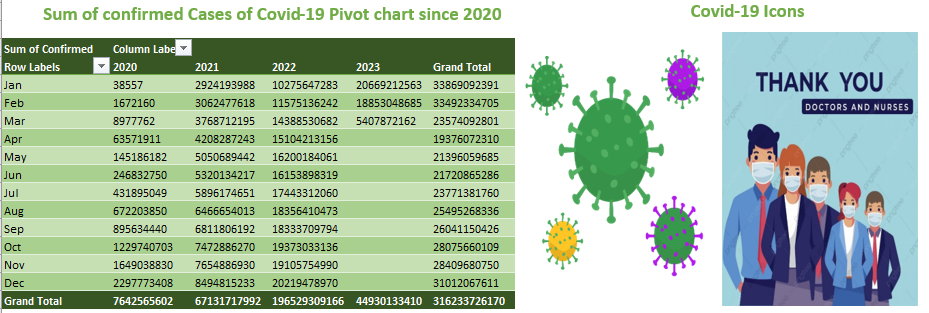 Sum of confirmed Cases of Covid-19 Pivot chart since 2020
Covid-19 Icons
Sum of Confirmed Column Labe
Row Labels 2020 2021 2022 2023 Grand Total
Jan 38557 2924193988 10275647283 20669212563 33869092391
Feb 1672160 3062477618 11575136242 18853048685 33492334705
Mar 8977762 3768712195 14388530682 5407872162 23574092801
Apr 63571911 4208287243 15104213156 19376072310
May 145186182 5050689442 16200184061 21396059685
Jun 246832750 5320134217 16153898319 21720865286
Jul 431895049 5896174651 17443312060 23771381760
Aug 672203850 6466654013 18356410473 25495268336
Sep 895634440 6811806192 18333709794 26041150426
Oct 1229740703 7472886270 19373033136 28075660109
Nov 1649038830 7654886930 19105754990 28409680750
Dec 2297773408 8494815233 20219478970 31012067611
Grand Total 7642565602 67131717992 196529309166 44930133410 316233726170
THANK YOU
DOCTORS AND NURSES